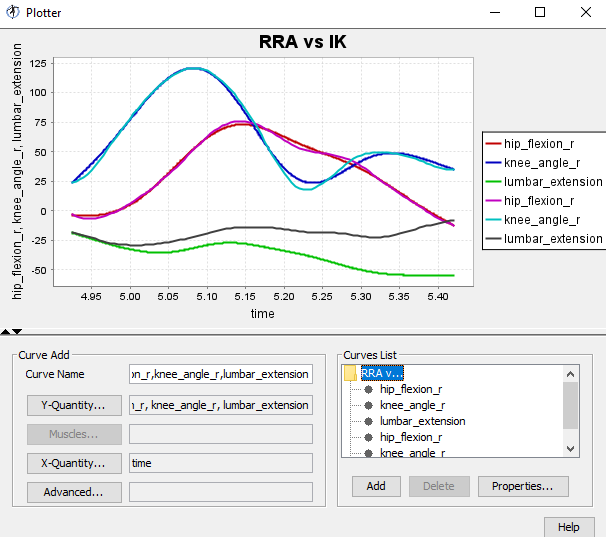 Plotter
RRA vs IK
hip_flexion_r, knee_angle_r, lumbar_extension
125
100
75
50
25
0
-25
-50
4.95 5.00 5.05 5.10 5.15 5.20 5.25 5.30 5.35 5.40
time
hip_flexion_r
knee_angle_r
lumbar_extension
hip_flexion_r
knee_angle_r
lumbar_extension
Curve Add
Curve Name
on_r,knee_angle_r,lumbar_extension
Y-Quantity...
n_r, knee_angle_r, lumbar_extension
Muscles...
X-Quantity...
time
Advanced...
Curves List
RRA v...
hip_flexion_r
knee_angle_r
lumbar_extension
hip_flexion_r
knee_angle_r
Add
Delete
Properties...
Help